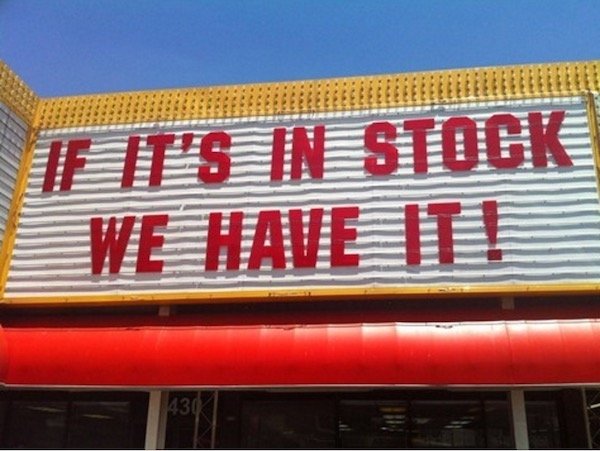 IF IT'S IN STOCK
WE HAVE IT!
430